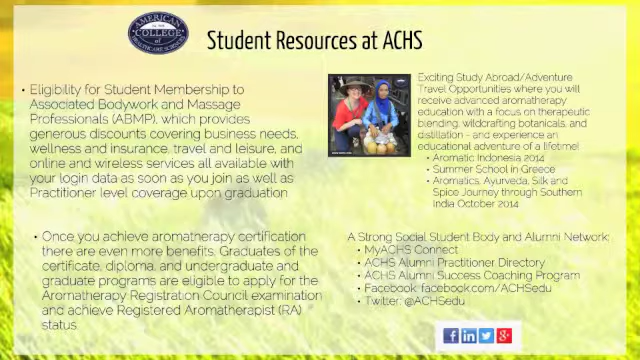 AMERICAN
COLLEGE
of
HEALTHCARE SCIENCES
Student Resources at ACHS
• Eligibility for Student Membership to
Associated Bodywork and Massage
Professionals (ABMP), which provides
generous discounts covering business needs,
wellness and insurance, travel and leisure, and
online and wireless services all available with
your login data as soon as you join as well as
Practitioner level coverage upon graduation.
• Once you achieve aromatherapy certification
there are even more benefits. Graduates of the
certificate, diploma, and undergraduate and
graduate programs are eligible to apply for the
Aromatherapy Registration Council examination
and achieve Registered Aromatherapist (RA)
status.
Exciting Study Abroad/Adventure
Travel Opportunities where you will
receive advanced aromatherapy
education with a focus on therapeutic
blending, wildcrafting botanicals, and
distillation - and experience an
educational adventure of a lifetime!
• Aromatic Indonesia 2014
• Summer School in Greece
• Aromatics, Ayurveda, Silk and
Spice Journey through Southern
India October 2014
A Strong Social Student Body and Alumni Network:
• MyACHS Connect
• ACHS Alumni Practitioner Directory
• ACHS Alumni Success Coaching Program
• Facebook: facebook.com/ACHSedu
• Twitter: @ACHSedu